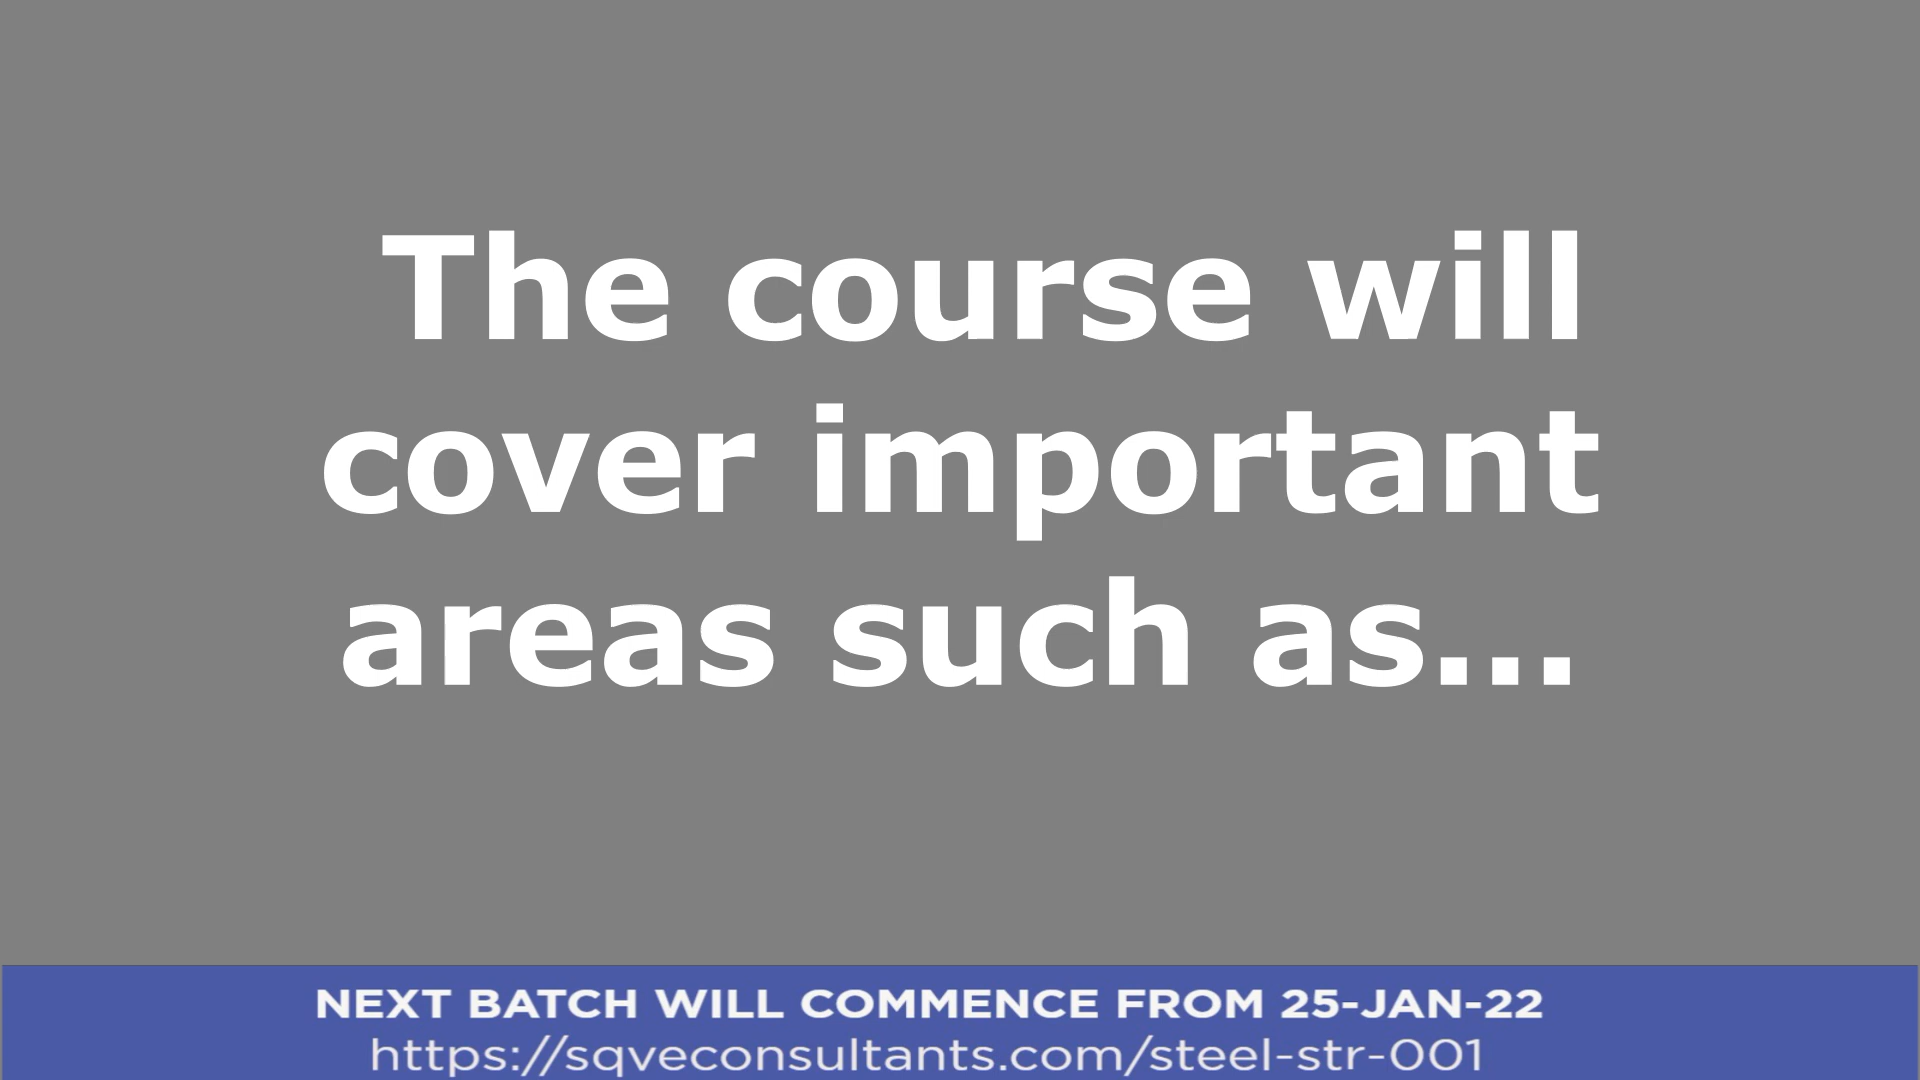 The course will
cover important
areas such as...
NEXT BATCH WILL COMMENCE FROM 25-JAN-22
https://sqveconsultants.com/steel-str-001